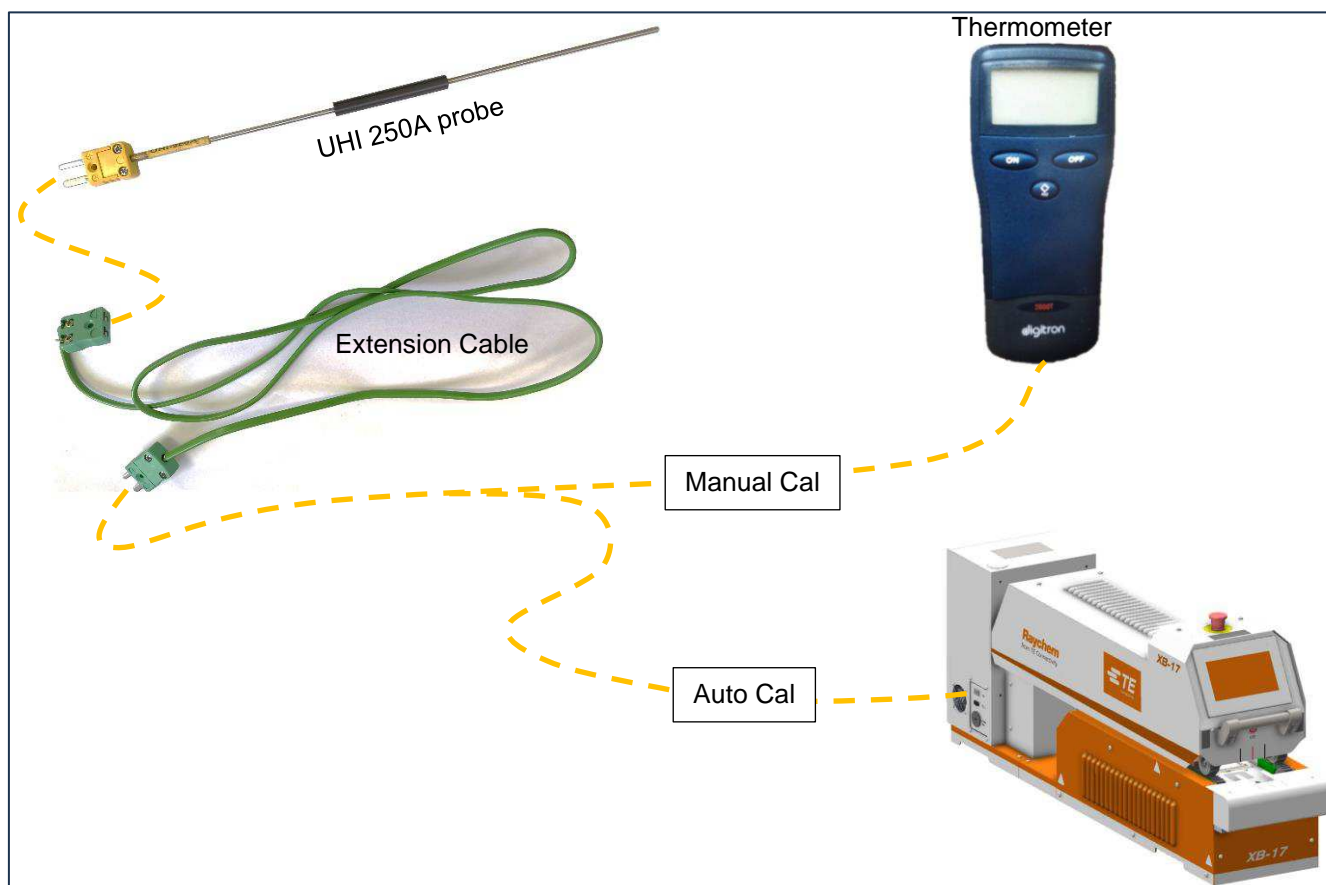 Thermometer
UHI 250A probe
ON
OFF
Extension Cable
digitron
Manual Cal
Raychem
XB-17
TE
Auto Cal
XB-17